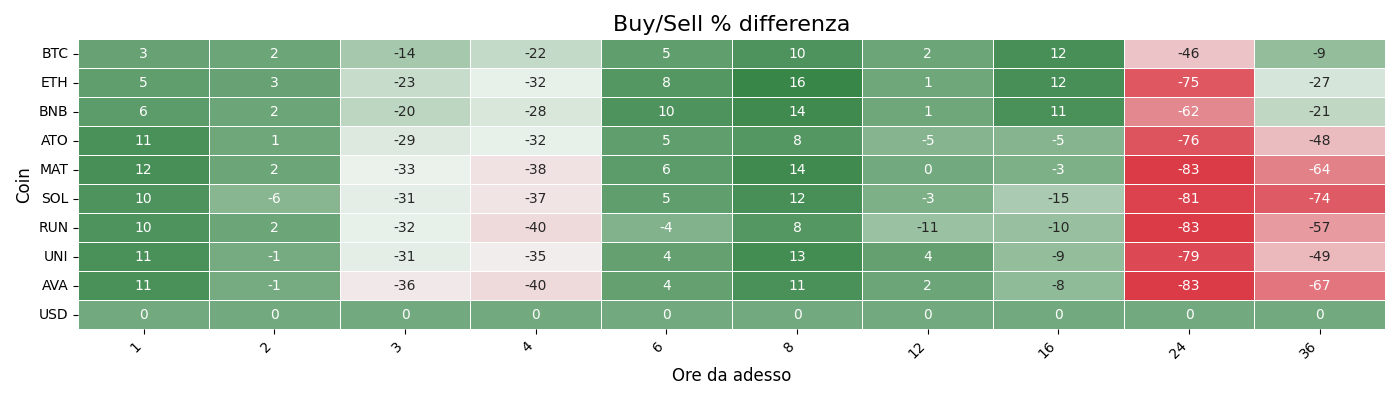 Buy/Sell % differenza
Coin
BTC 3 2 -14 -22 5 10 2 12 -46 -9
ETH 5 3 -23 -32 8 16 1 12 -75 -27
BNB 6 2 -20 -28 10 14 1 11 -62 -21
ATO 11 1 -29 -32 5 8 -5 -5 -76 -48
MAT 12 2 -33 -38 6 14 0 -3 -83 -64
SOL 10 -6 -31 -37 5 12 -3 -15 -81 -74
RUN 10 2 -32 -40 -4 8 -11 -10 -83 -57
UNI 11 -1 -31 -35 4 13 4 -9 -79 -49
AVA 11 -1 -36 -40 4 11 2 -8 -83 -67
USD 0 0 0 0 0 0 0 0 0 0
1 2 3 4 6 8 12 16 24 36
Ore da adesso